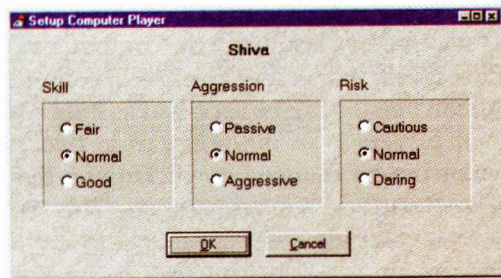 Setup Computer Player
Shiva
Skill
Fair
Normal
Good
Aggression
Passive
Normal
Aggressive
Risk
Cautious
Normal
Daring
OK
Cancel